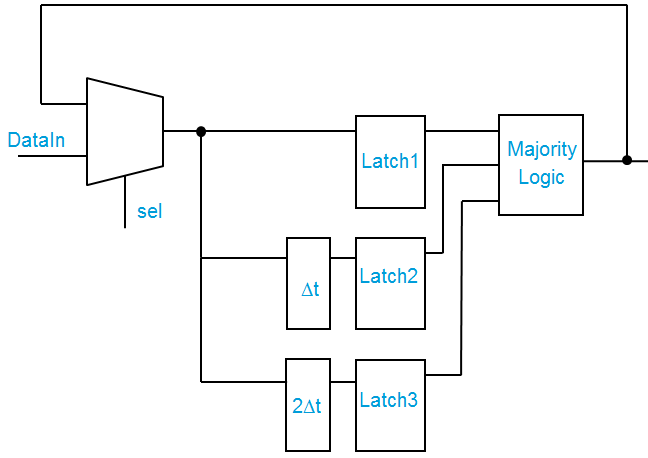 DataIn
sel
Latch1
Majority
Logic
Δt
Latch2
2Δt
Latch3